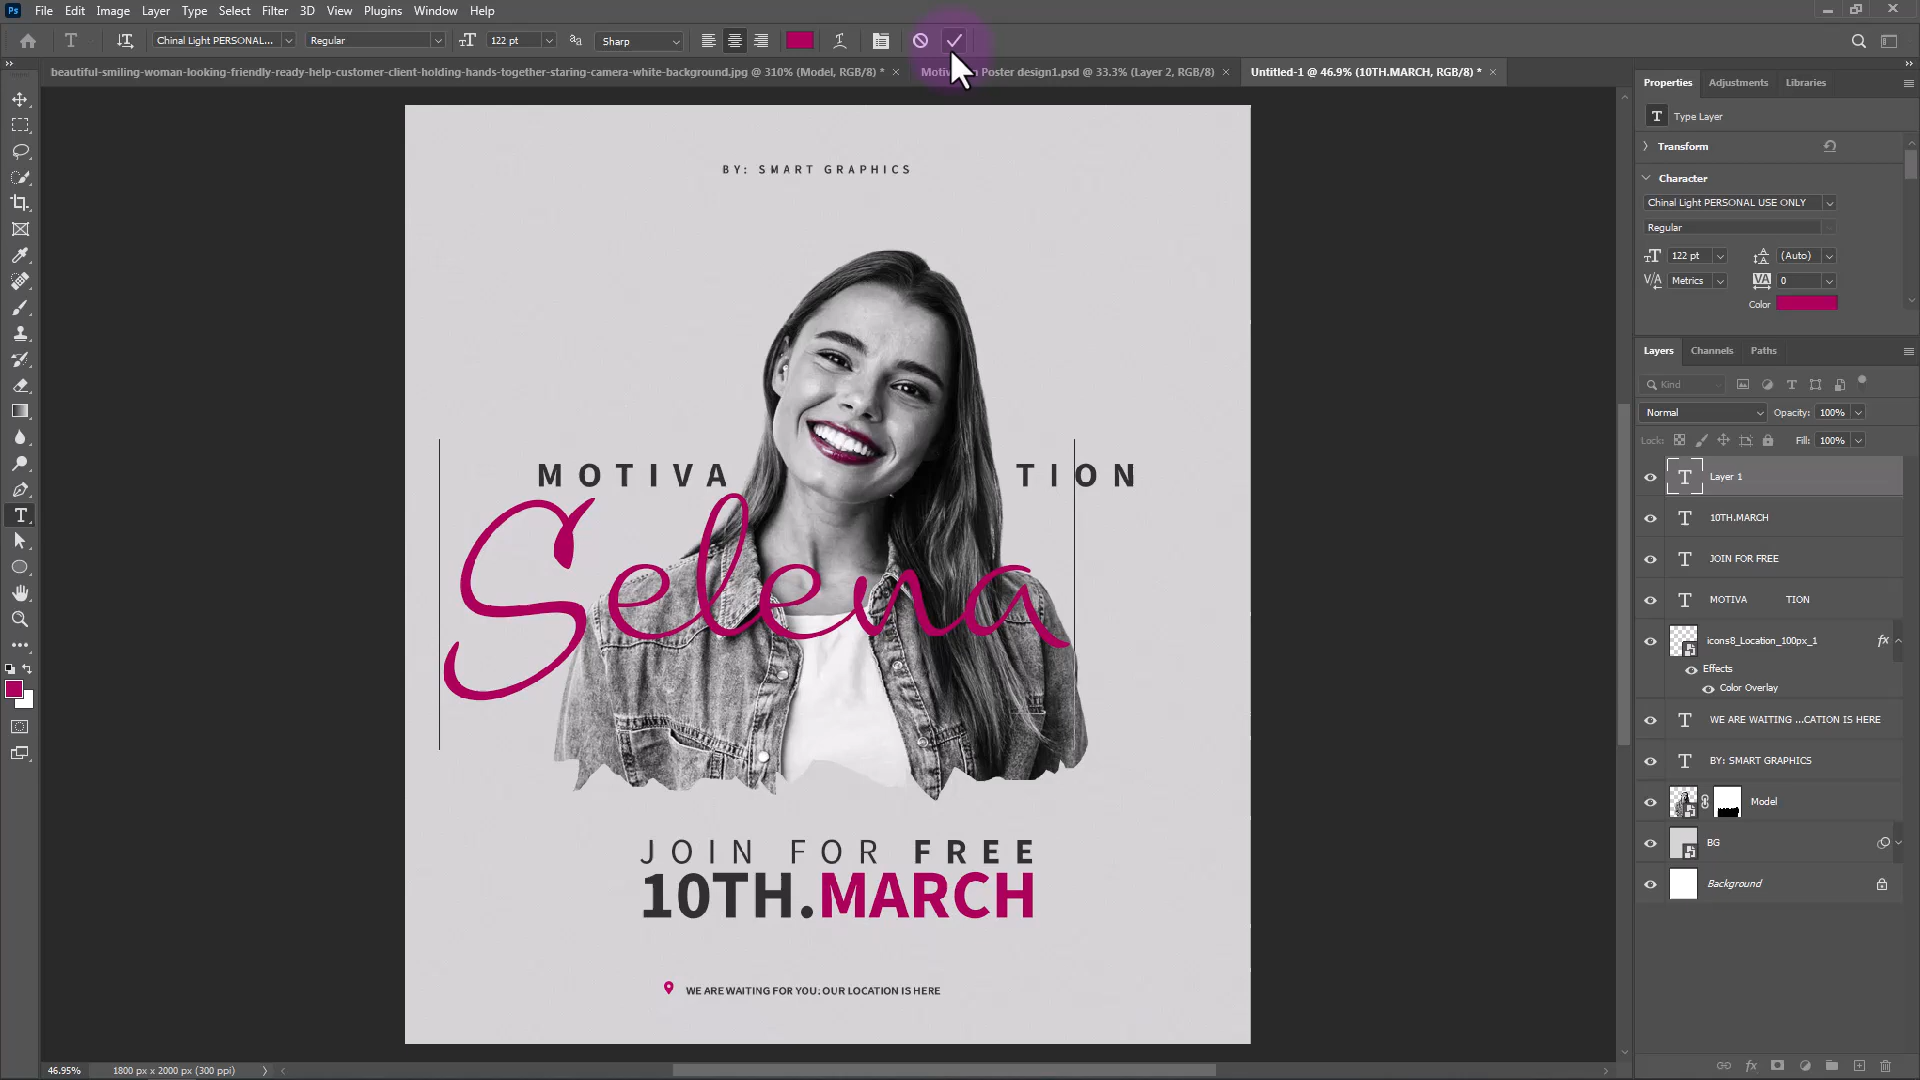 Ps File Edit Image Layer Type Select Filter 3D View Plugins Window Help
Chinal Light PERSONAL... Regular 122 pt Sharp
beautiful-smiling-woman-looking-friendly-ready-help-customer-client-holding-hands-together-staring-camera-white-background.jpg @ 310% (Model, RGB/8) * Poster design1.psd @ 33.3% (Layer 2, RGB/8) Untitled-1 @ 46.9% (10TH.MARCH, RGB/8) *
Properties Adjustments Libraries
T Type Layer
Transform
Character
Chinal Light PERSONAL USE ONLY
Regular
122 pt (Auto)
Metrics 0
Color
Layers Channels Paths
Kind
Normal Opacity: 100%
Lock: Fill: 100%
T Layer 1
T 10TH.MARCH
T JOIN FOR FREE
T MOTIVA TION
icons8_Location_100px_1 fx
Effects
Color Overlay
T WE ARE WAITING ...CATION IS HERE
T BY: SMART GRAPHICS
Model
BG
Background
BY: SMART GRAPHICS
MOTIVA TION
Selena
JOIN FOR FREE
10TH.MARCH
WE ARE WAITING FOR YOU: OUR LOCATION IS HERE
46.95% 1800 px x 2000 px (300 ppi)